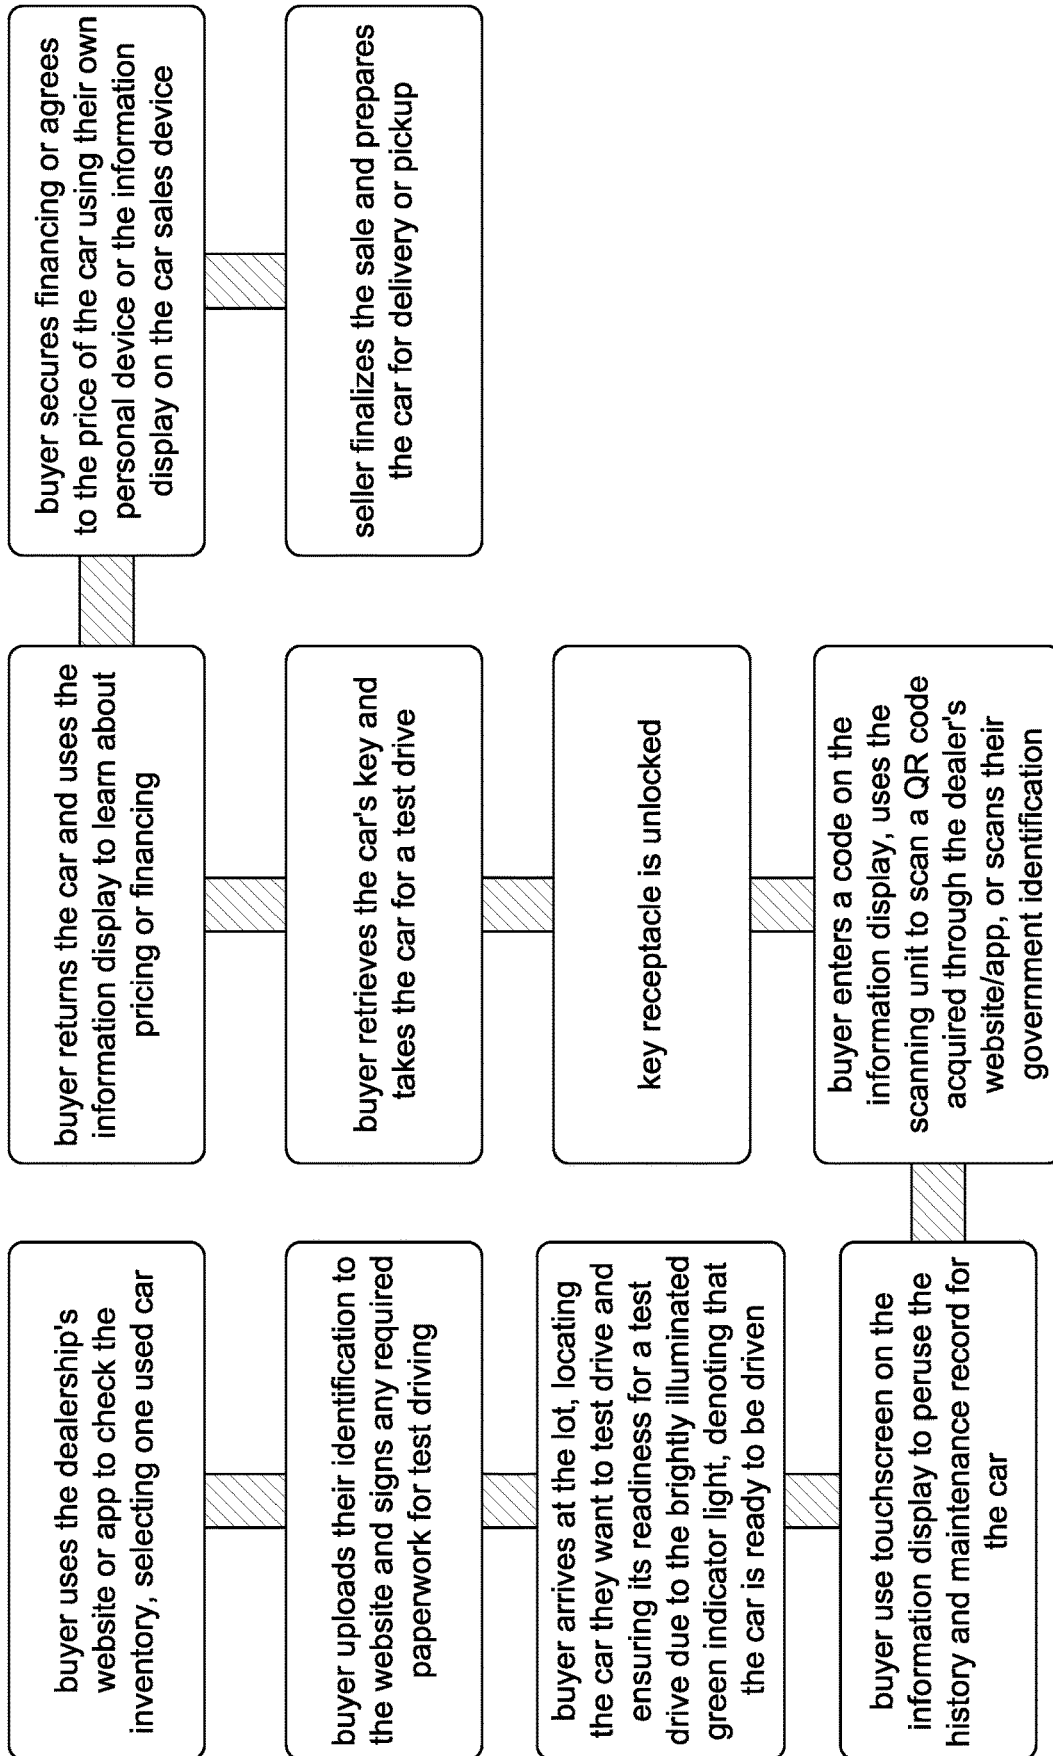 buyer uses the dealership's
website or app to check the
inventory, selecting one used car
buyer uploads their identification to
the website and signs any required
paperwork for test driving
buyer arrives at the lot, locating
the car they want to test drive and
ensuring its readiness for a test
drive due to the brightly illuminated
green indicator light, denoting that
the car is ready to be driven
buyer use touchscreen on the
information display to peruse the
history and maintenance record for
the car
buyer enters a code on the
information display, uses the
scanning unit to scan a QR code
acquired through the dealer's
website/app, or scans their
government identification
key receptacle is unlocked
buyer retrieves the car's key and
takes the car for a test drive
buyer returns the car and uses the
information display to learn about
pricing or financing
buyer secures financing or agrees
to the price of the car using their own
personal device or the information
display on the car sales device
seller finalizes the sale and prepares
the car for delivery or pickup